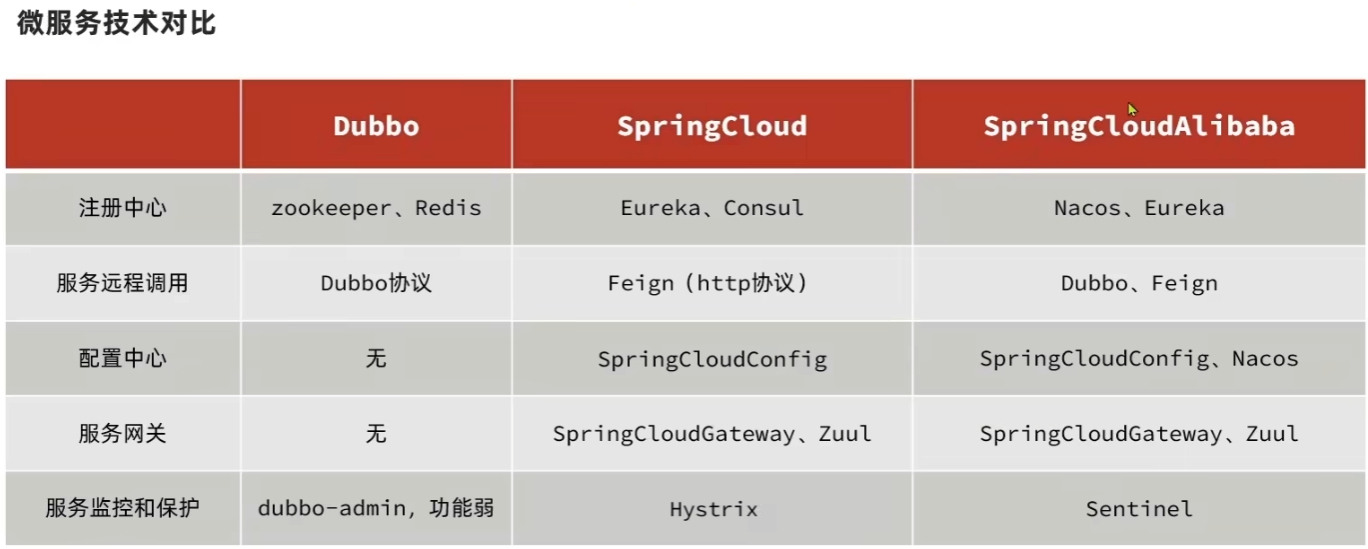 微服务技术对比
Dubbo SpringCloud SpringCloudAlibaba
注册中心 zookeeper、Redis Eureka、Consul Nacos、Eureka
服务远程调用 Dubbo协议 Feign（http协议） Dubbo、Feign
配置中心 无 SpringCloudConfig SpringCloudConfig、Nacos
服务网关 无 SpringCloudGateway、Zuul SpringCloudGateway、Zuul
服务监控和保护 dubbo-admin，功能弱 Hystrix Sentinel